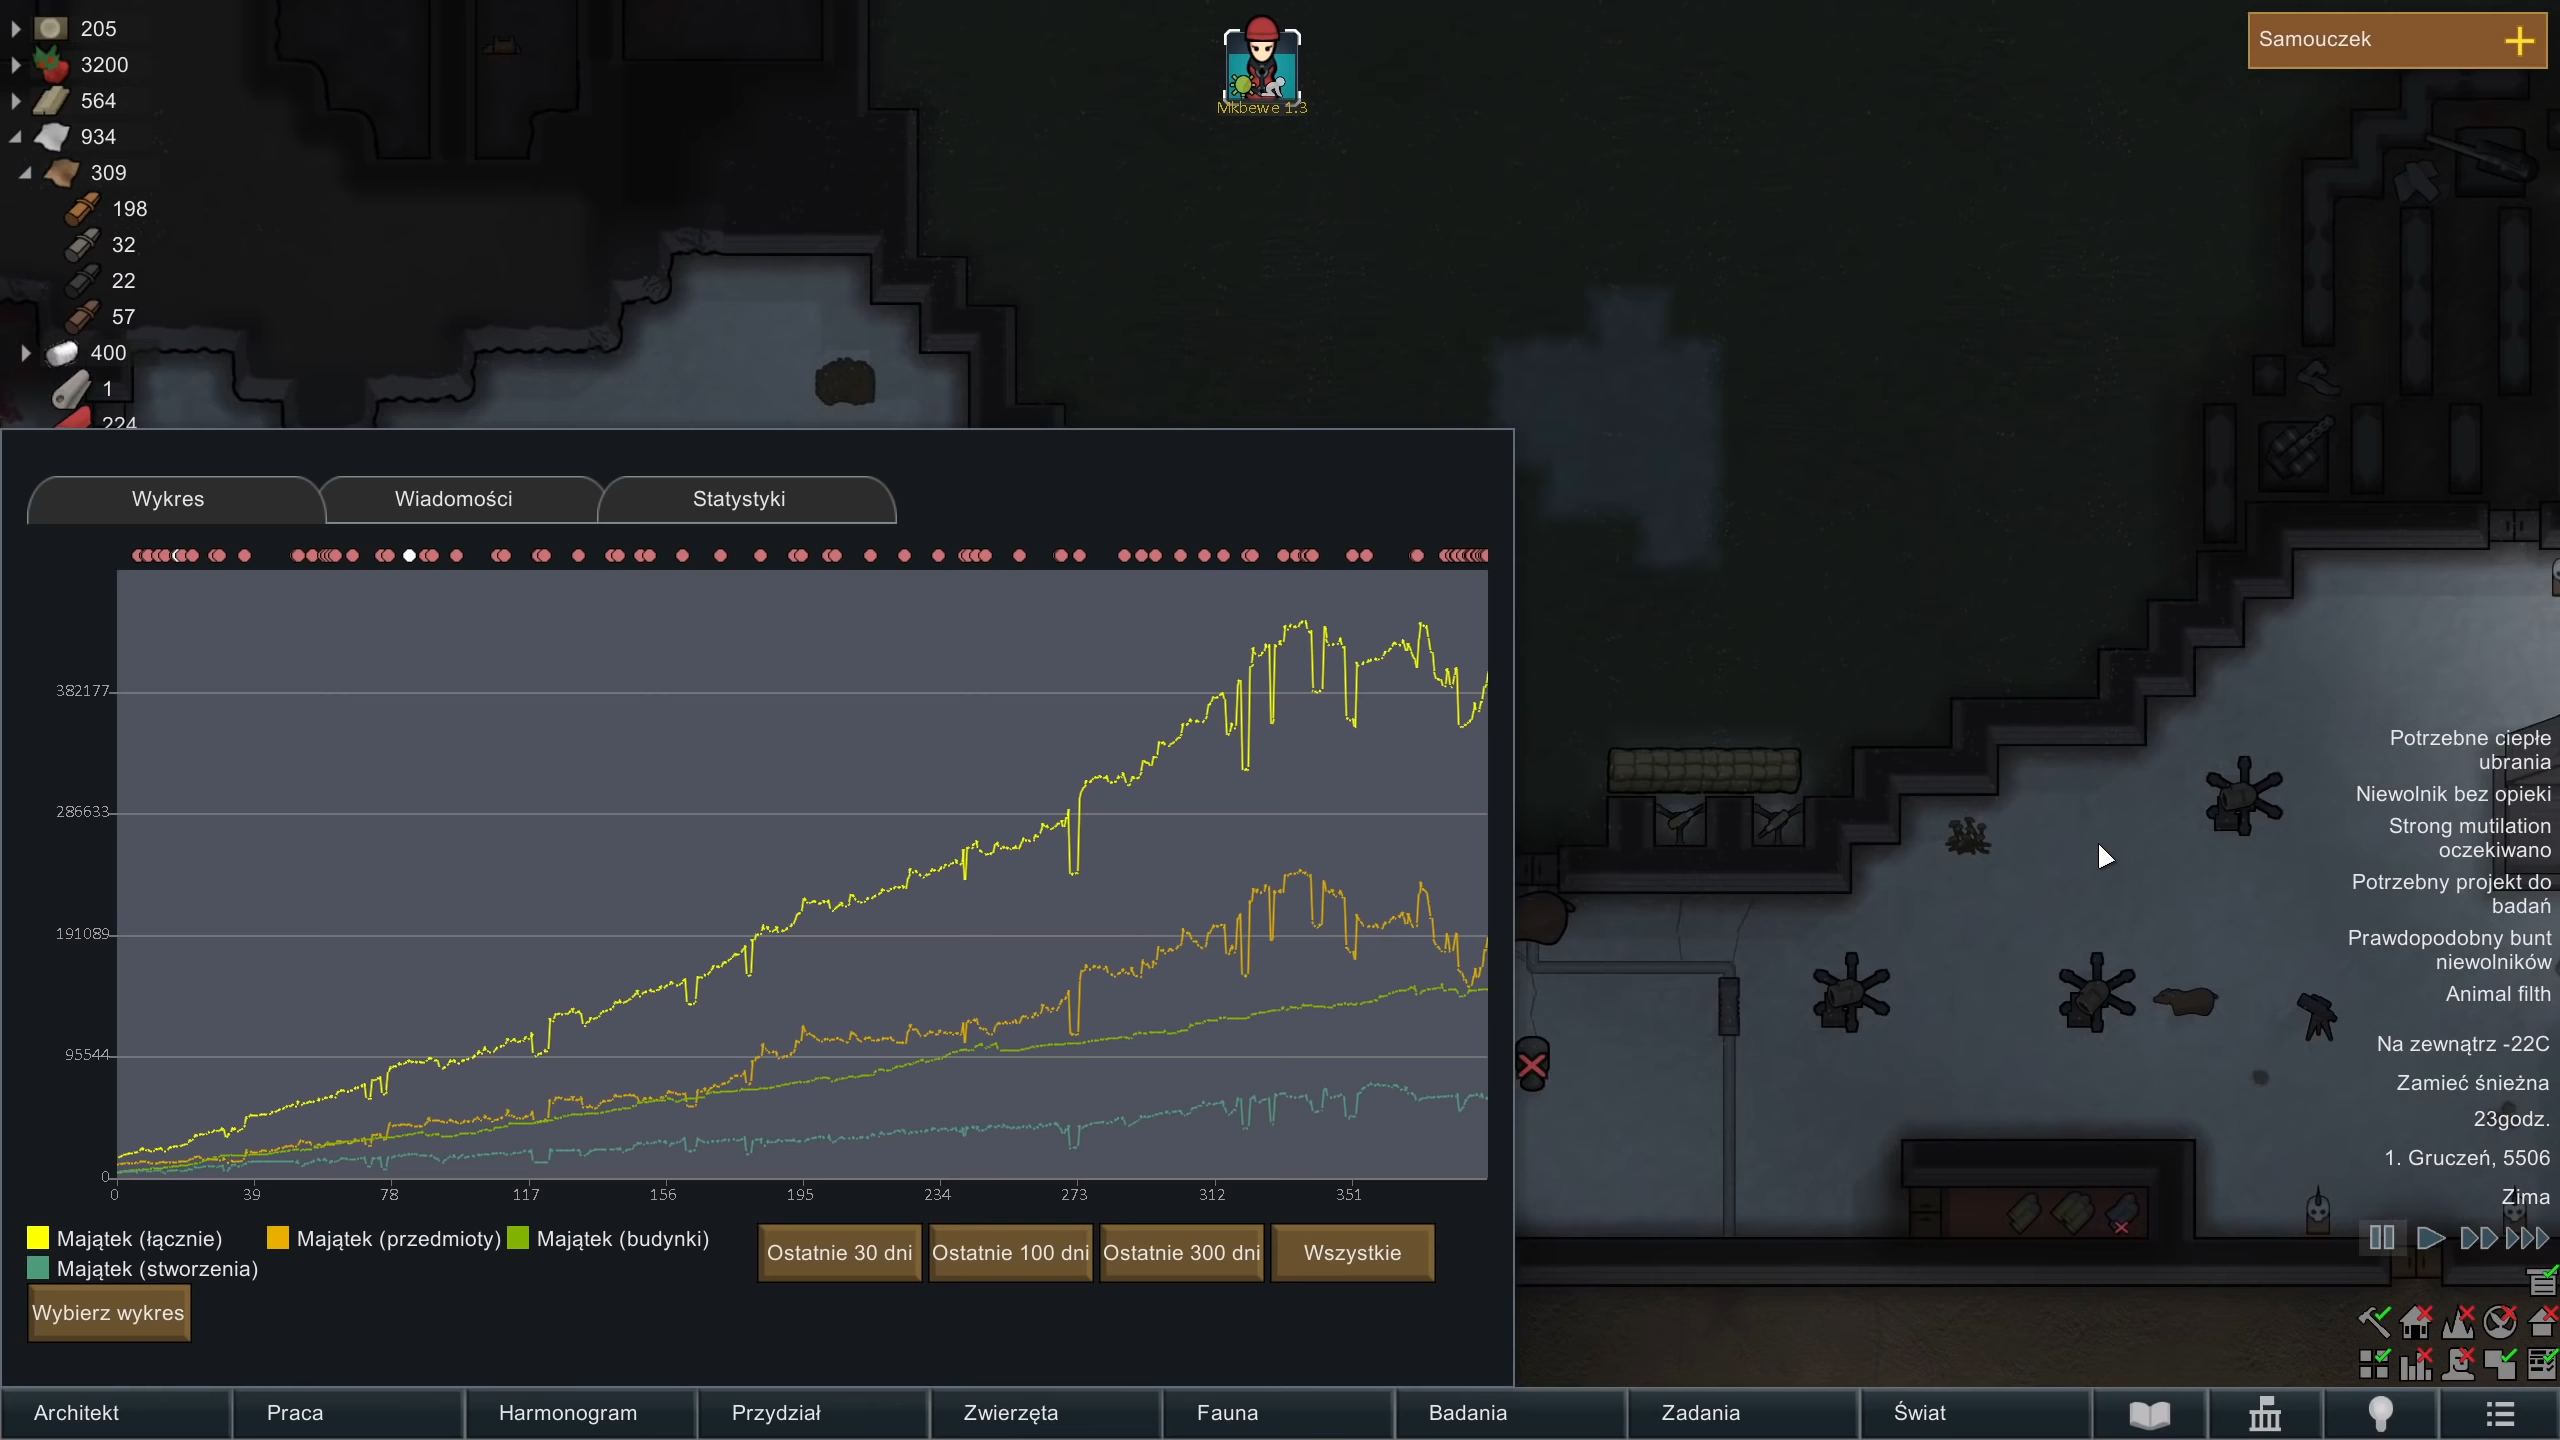 205
3200
564
934
309
198
32
22
57
400
1
224
Mkbewe 1.3
Samouczek
Wykres
Wiadomości
Statystyki
382177
286633
191089
95544
0
0 39 78 117 156 195 234 273 312 351
Majątek (łącznie) Majątek (przedmioty) Majątek (budynki)
Majątek (stworzenia)
Ostatnie 30 dni
Ostatnie 100 dni
Ostatnie 300 dni
Wszystkie
Wybierz wykres
Potrzebne ciepłe
ubrania
Niewolnik bez opieki
Strong mutilation
oczekiwano
Potrzebny projekt do
badań
Prawdopodobny bunt
niewolników
Animal filth
Na zewnątrz -22C
Zamieć śnieżna
23godz.
1. Gruczeń, 5506
Zima
Architekt
Praca
Harmonogram
Przydział
Zwierzęta
Fauna
Badania
Zadania
Świat